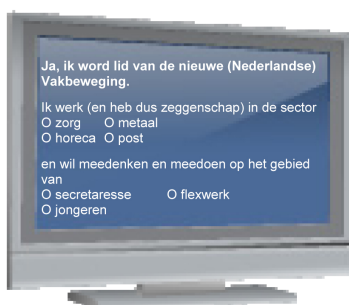 Ja, ik word lid van de nieuwe (Nederlandse)
Vakbeweging.
Ik werk (en heb dus zeggenschap) in de sector
O zorg O metaal
O horeca O post
en wil meedenken en meedoen op het gebied
van
O secretaresse O flexwerk
O jongeren